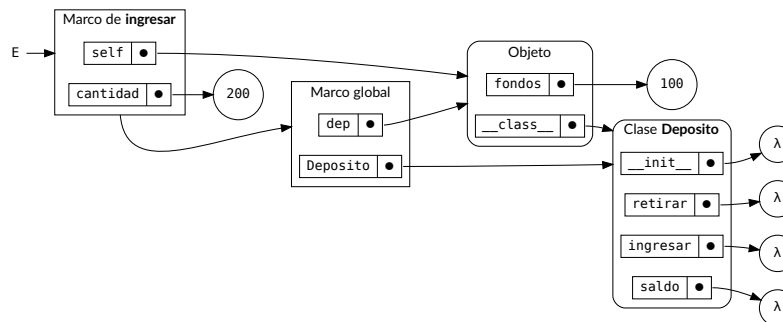 Marco de ingresar
E
self
cantidad
200
Marco global
dep
Deposito
Objeto
fondos
100
__class__
Clase Deposito
__init__
λ
retirar
λ
ingresar
λ
saldo
λ